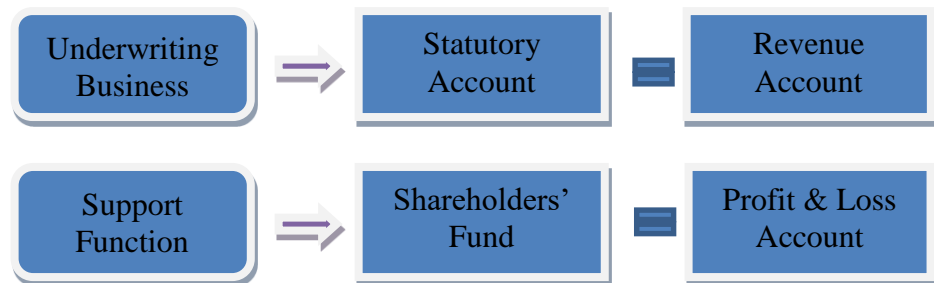 Underwriting
Business
Statutory
Account
Revenue
Account
Support
Function
Shareholders’
Fund
Profit & Loss
Account